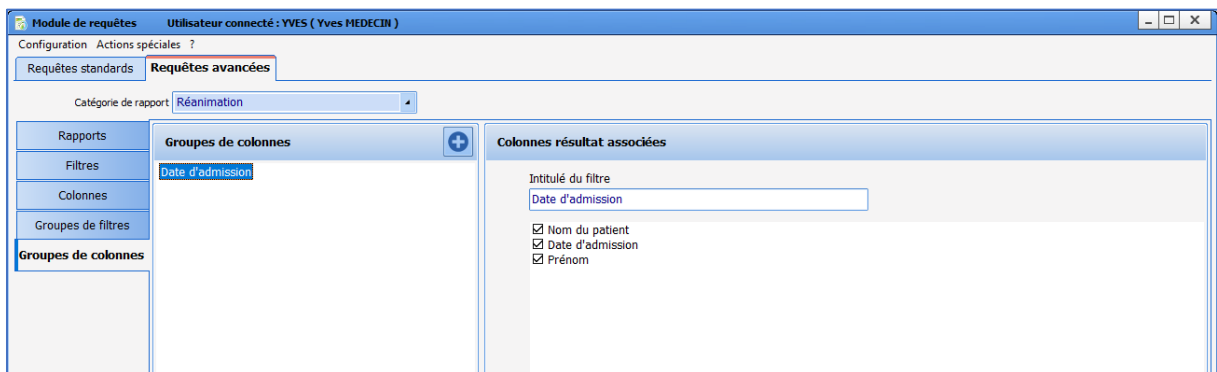 Module de requêtes Utilisateur connecté : YVES ( Yves MEDECIN )
Configuration Actions spéciales ?
Requêtes standards Requêtes avancées
Catégorie de rapport Réanimation
Rapports
Filtres
Colonnes
Groupes de filtres
Groupes de colonnes
Groupes de colonnes
Date d'admission
Colonnes résultat associées
Intitulé du filtre
Date d'admission
Nom du patient
Date d'admission
Prénom